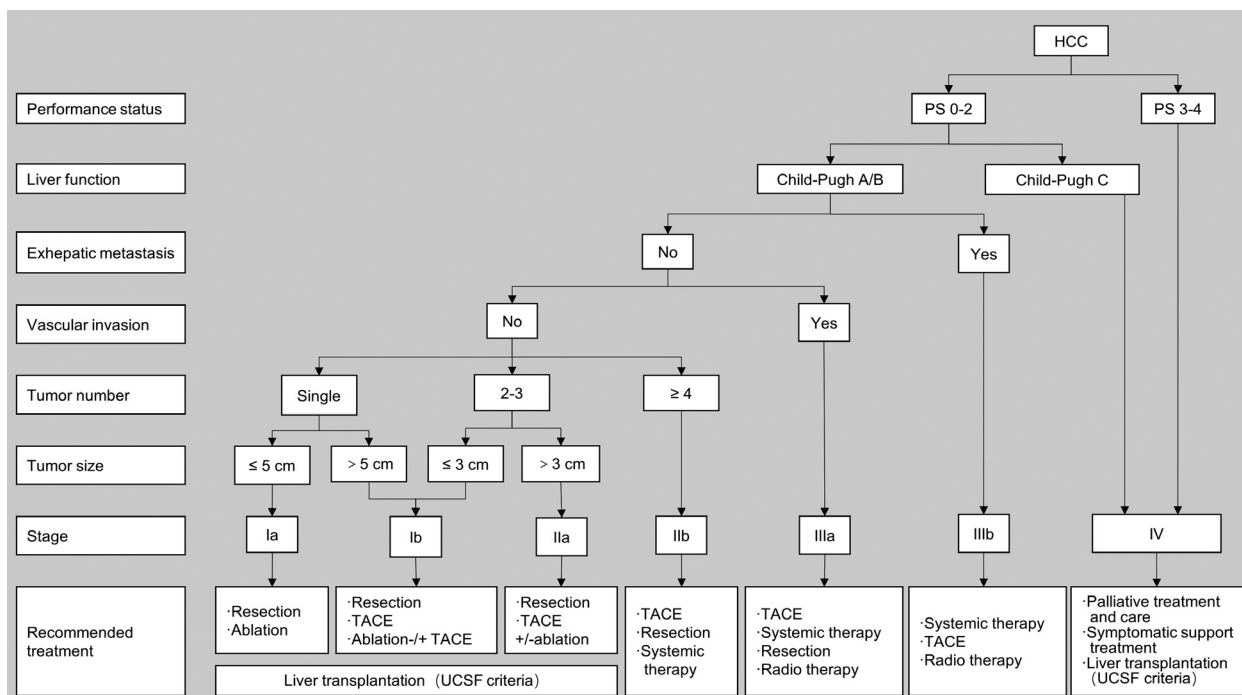 HCC
Performance status
PS 0-2
PS 3-4
Liver function
Child-Pugh A/B
Child-Pugh C
Exhepatic metastasis
No
Yes
Vascular invasion
No
Yes
Tumor number
Single
2-3
≥ 4
Tumor size
≤ 5 cm
> 5 cm
≤ 3 cm
> 3 cm
Stage
Ia
Ib
IIa
IIb
IIIa
IIIb
IV
Recommended
treatment
·Resection
·Ablation
·Resection
·TACE
·Ablation-/+ TACE
·Resection
·TACE
+/-ablation
Liver transplantation（UCSF criteria）
·TACE
·Resection
·Systemic
therapy
·TACE
·Systemic therapy
·Resection
·Radio therapy
·Systemic therapy
·TACE
·Radio therapy
·Palliative treatment
and care
·Symptomatic support
treatment
·Liver transplantation
（UCSF criteria）